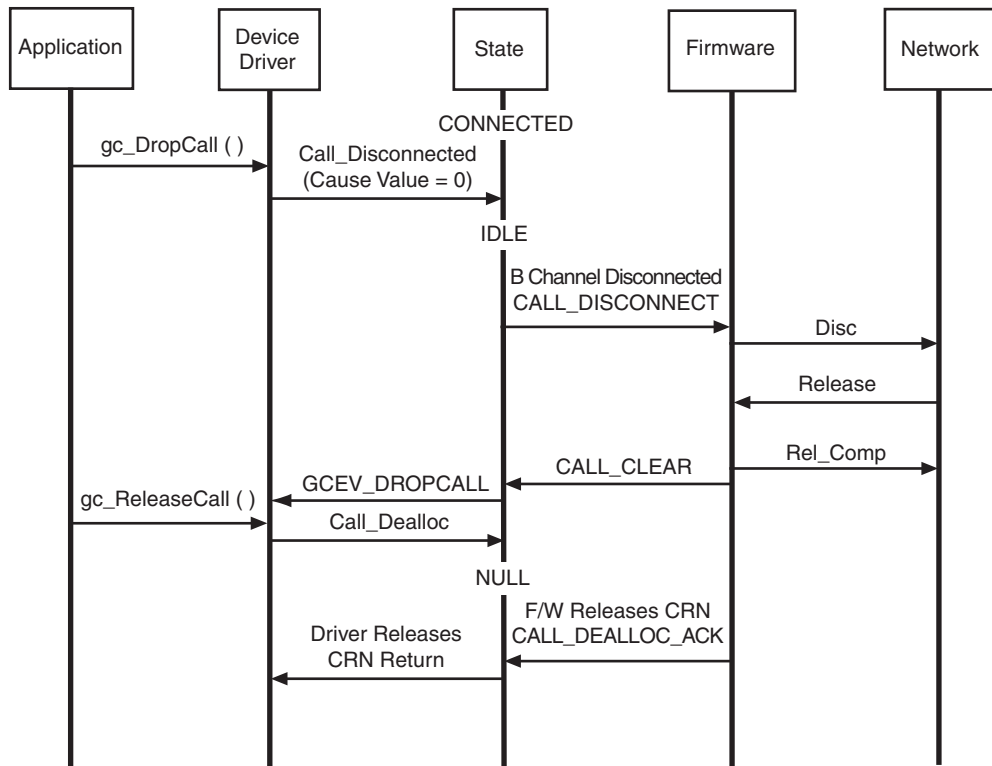 Application
Device
Driver
State
Firmware
Network
CONNECTED
gc_DropCall ( )
Call_Disconnected
(Cause Value = 0)
IDLE
B Channel Disconnected
CALL_DISCONNECT
Disc
Release
Rel_Comp
CALL_CLEAR
GCEV_DROPCALL
gc_ReleaseCall ( )
Call_Dealloc
NULL
F/W Releases CRN
CALL_DEALLOC_ACK
Driver Releases
CRN Return